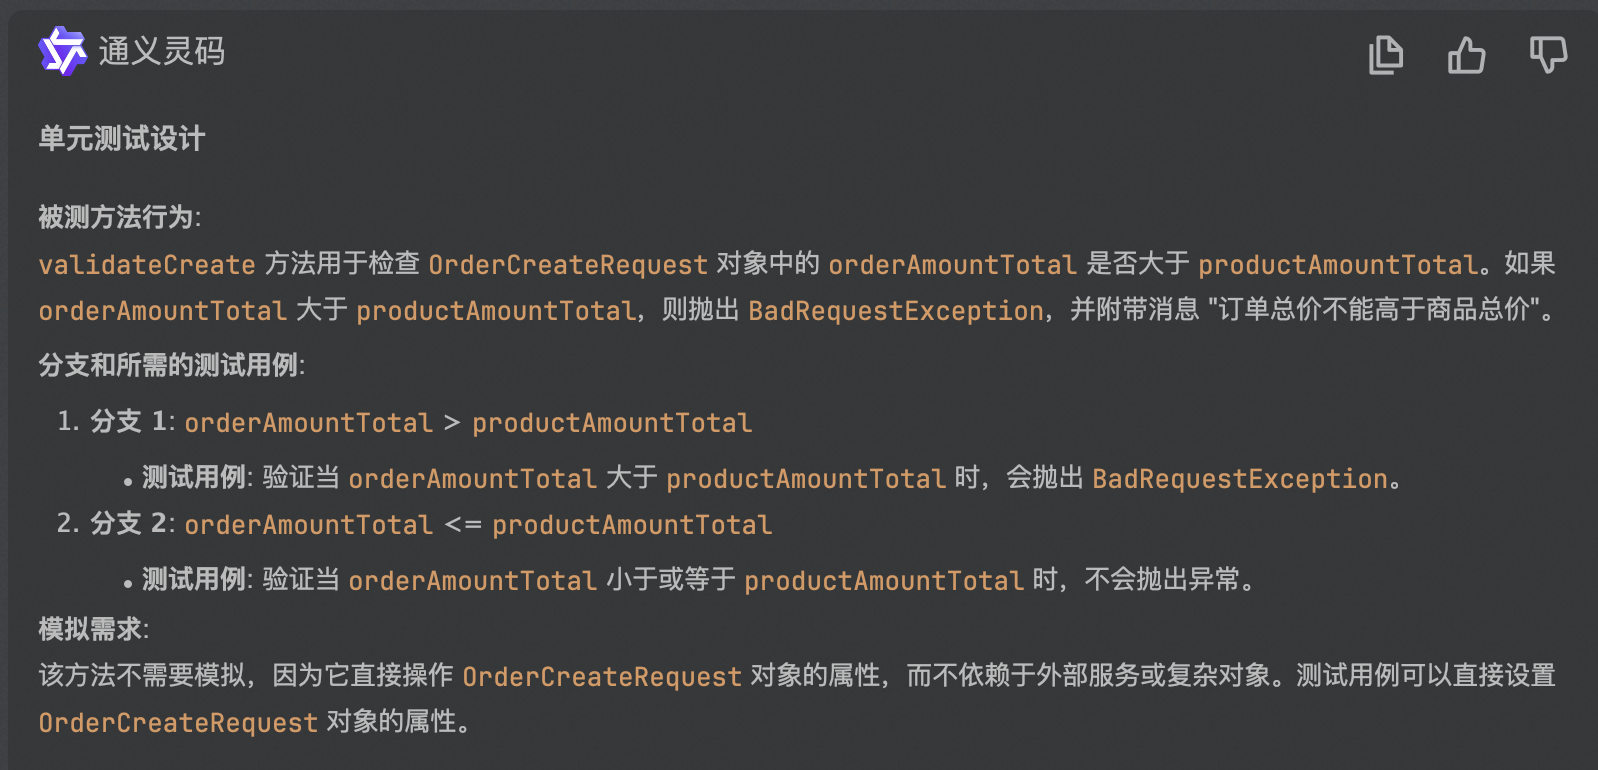 通义灵码
单元测试设计
被测方法行为:
validateCreate 方法用于检查 OrderCreateRequest 对象中的 orderAmountTotal 是否大于 productAmountTotal。如果
orderAmountTotal 大于 productAmountTotal，则抛出 BadRequestException，并附带消息 "订单总价不能高于商品总价"。
分支和所需的测试用例:
1. 分支 1: orderAmountTotal > productAmountTotal
• 测试用例: 验证当 orderAmountTotal 大于 productAmountTotal 时，会抛出 BadRequestException。
2. 分支 2: orderAmountTotal <= productAmountTotal
• 测试用例: 验证当 orderAmountTotal 小于或等于 productAmountTotal 时，不会抛出异常。
模拟需求:
该方法不需要模拟，因为它直接操作 OrderCreateRequest 对象的属性，而不依赖于外部服务或复杂对象。测试用例可以直接设置
OrderCreateRequest 对象的属性。